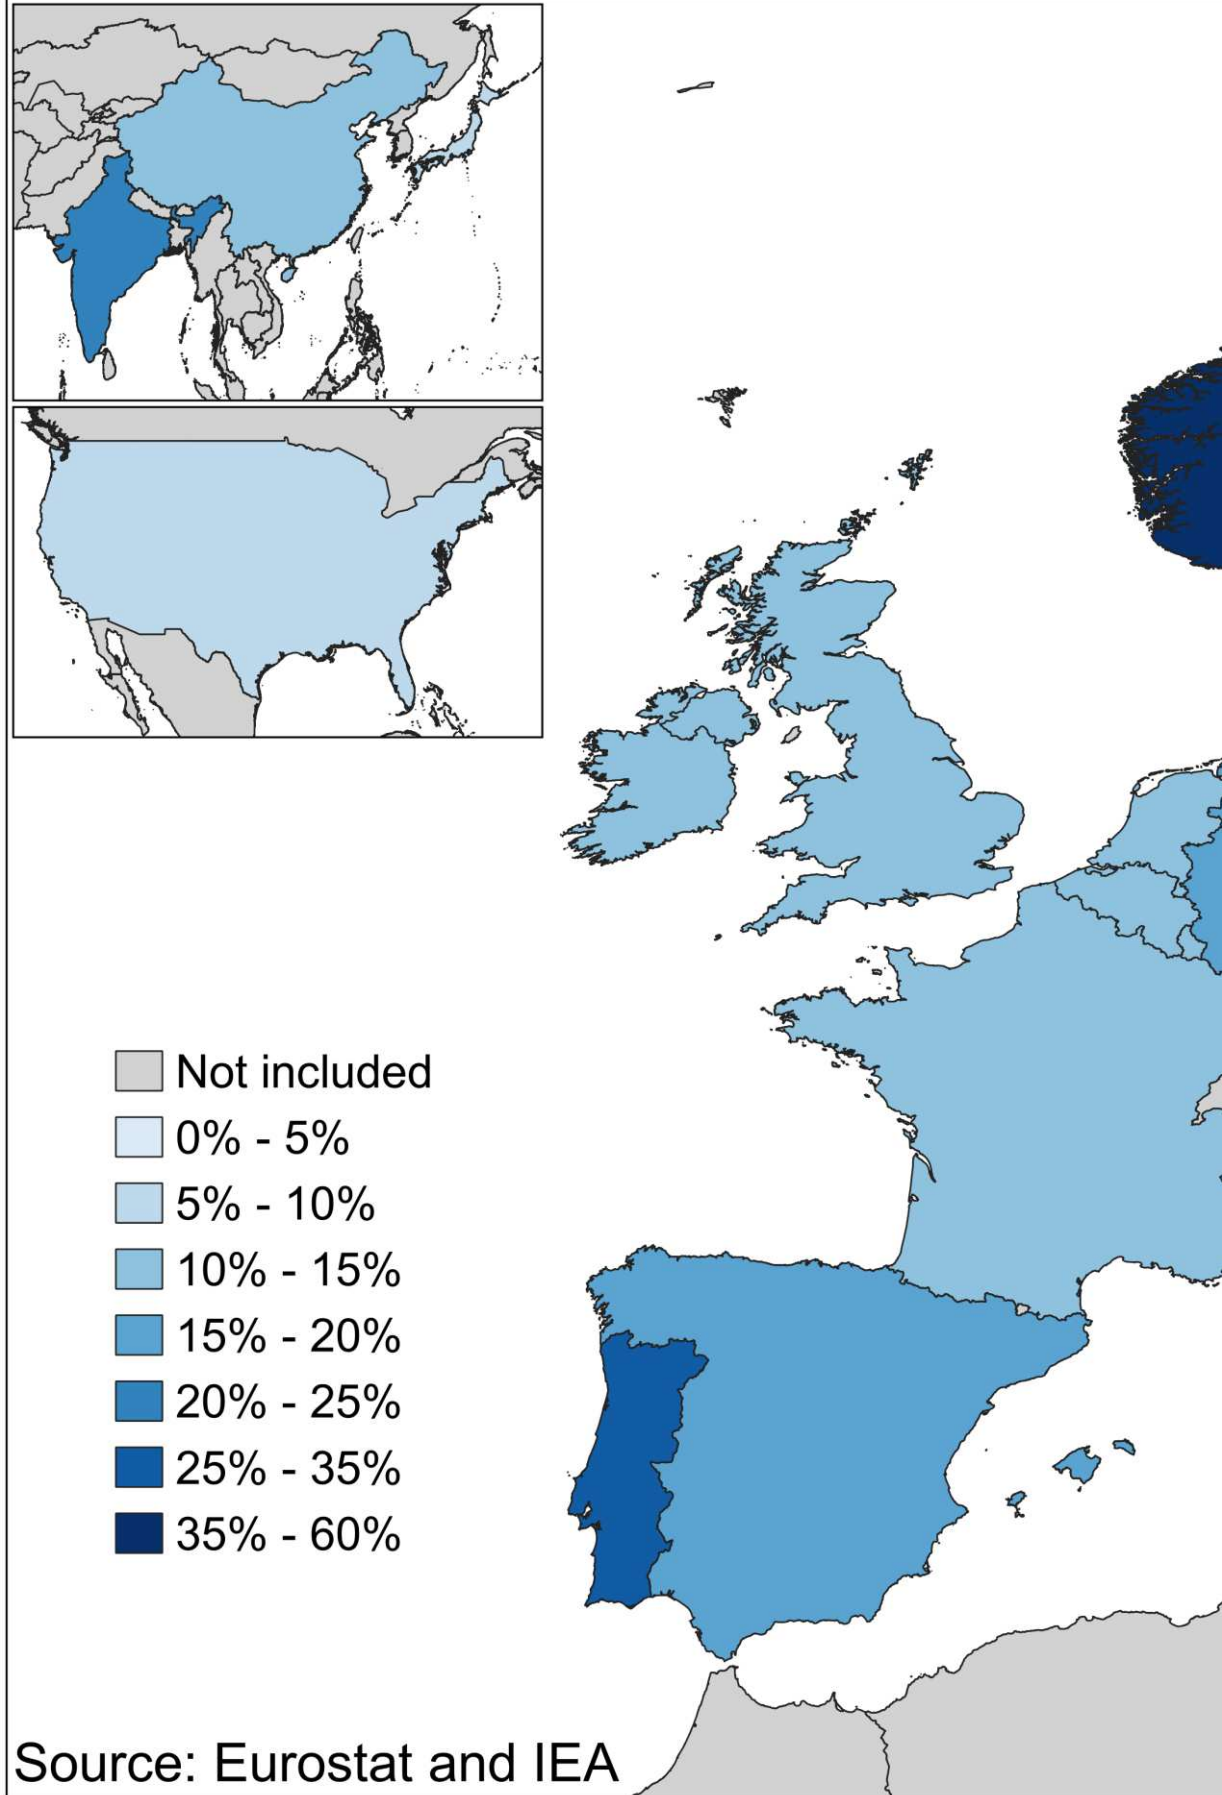 Not included
0% - 5%
5% - 10%
10% - 15%
15% - 20%
20% - 25%
25% - 35%
35% - 60%
Source: Eurostat and IEA